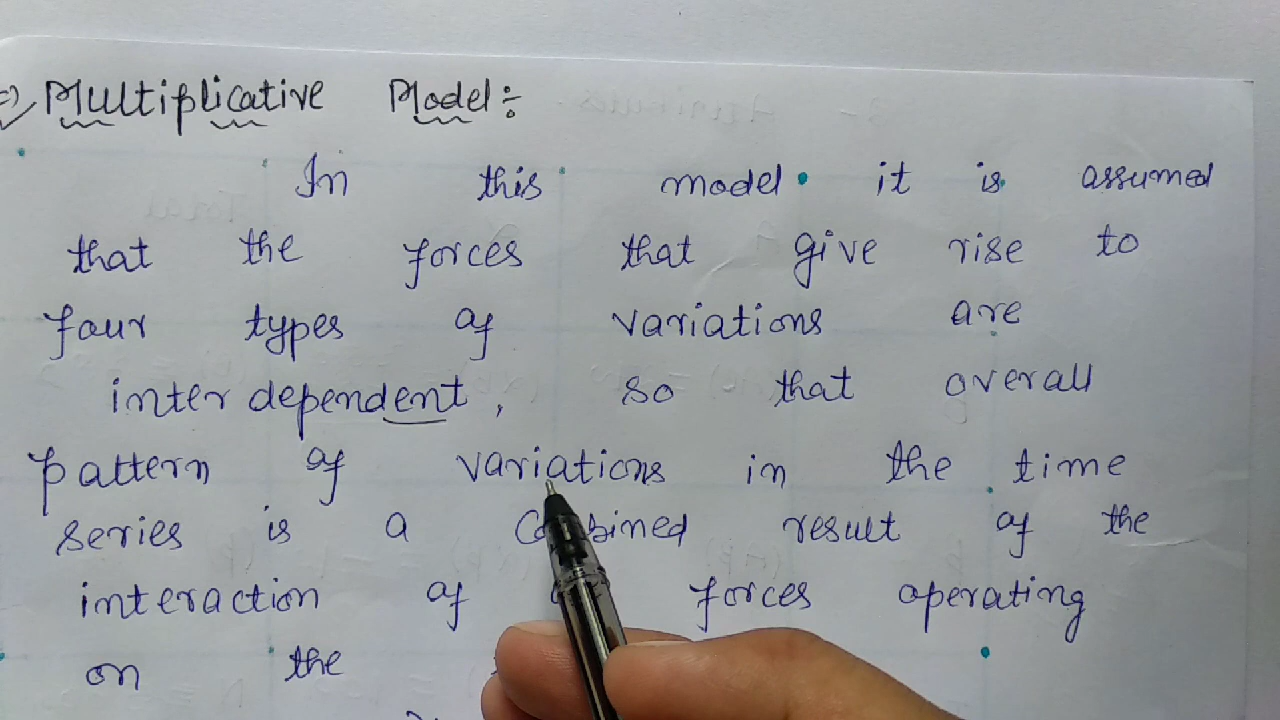 => Multiplicative Model:-
In this model it is assumed
that the forces that give rise to
four types of variations are
inter dependent, so that overall
pattern of variations in the time
series is a combined result of the
interaction of forces operating
on the